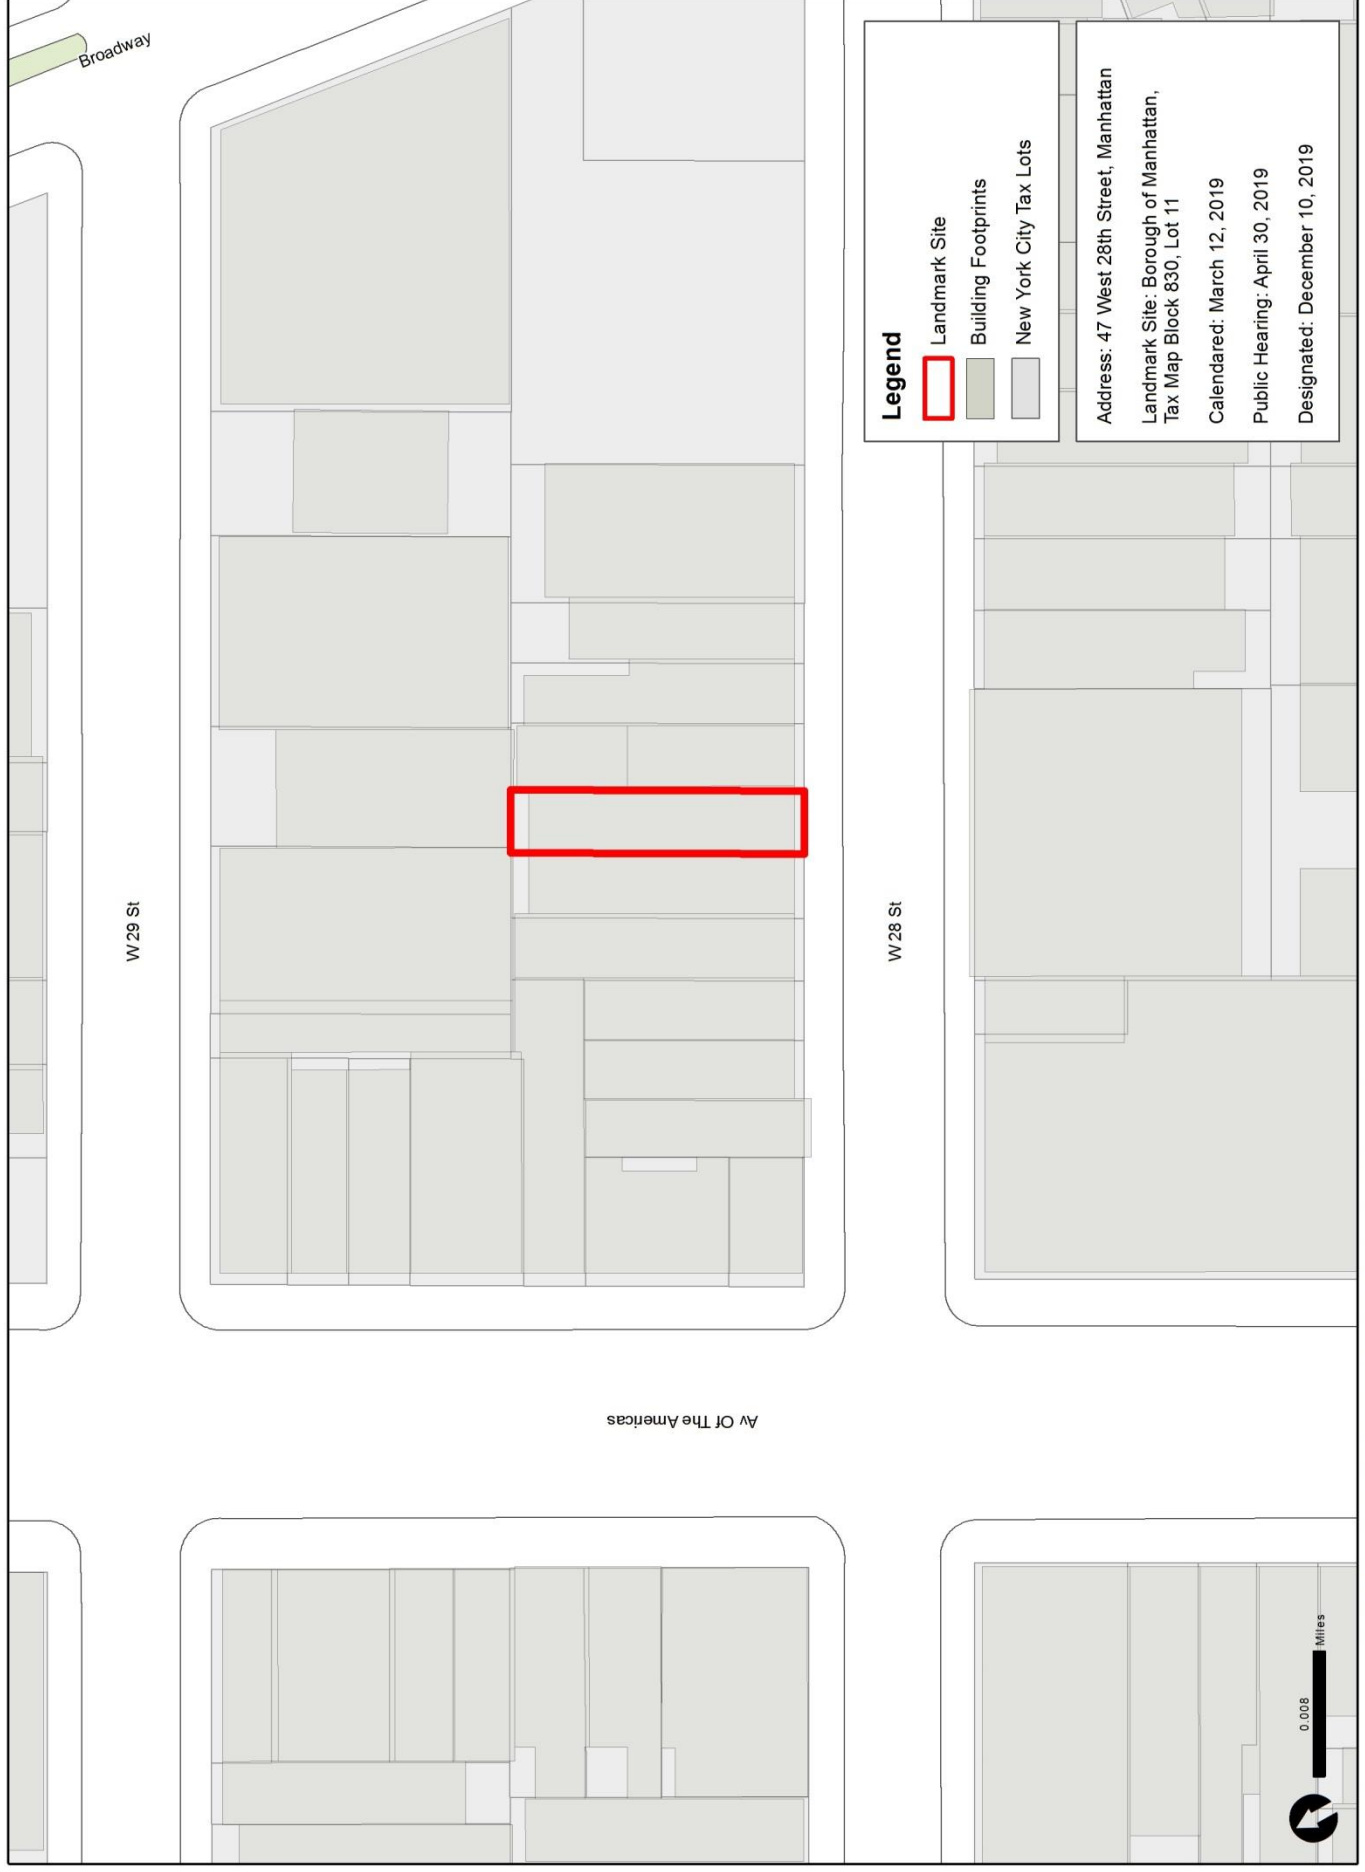 Broadway
W 29 St
W 28 St
Av Of The Americas
Legend
Landmark Site
Building Footprints
New York City Tax Lots
Address: 47 West 28th Street, Manhattan
Landmark Site: Borough of Manhattan,
Tax Map Block 830, Lot 11
Calendared: March 12, 2019
Public Hearing: April 30, 2019
Designated: December 10, 2019
0.008
Miles